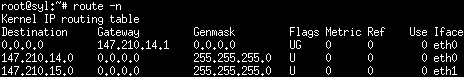 root@syl:~# route -n
Kernel IP routing table
Destination Gateway Genmask Flags Metric Ref Use Iface
0.0.0.0 147.210.14.1 0.0.0.0 UG 0 0 0 eth0
147.210.14.0 0.0.0.0 255.255.255.0 U 0 0 0 eth0
147.210.15.0 0.0.0.0 255.255.255.0 U 0 0 0 eth1